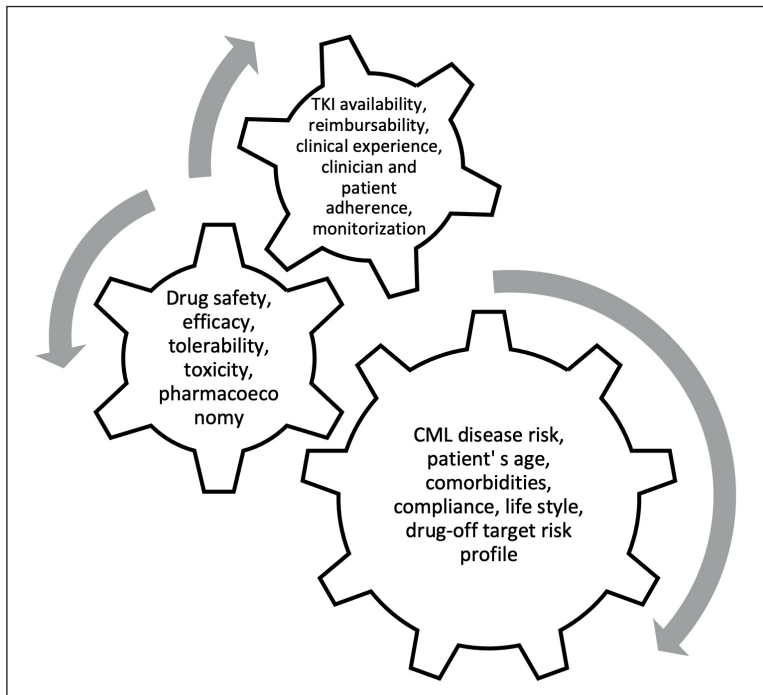 TKI availability,
reimbursability,
clinical experience,
clinician and
patient
adherence,
monitorization
Drug safety,
efficacy,
tolerability,
toxicity,
pharmacoeco
nomy
CML disease risk,
patient' s age,
comorbidities,
compliance, life style,
drug-off target risk
profile